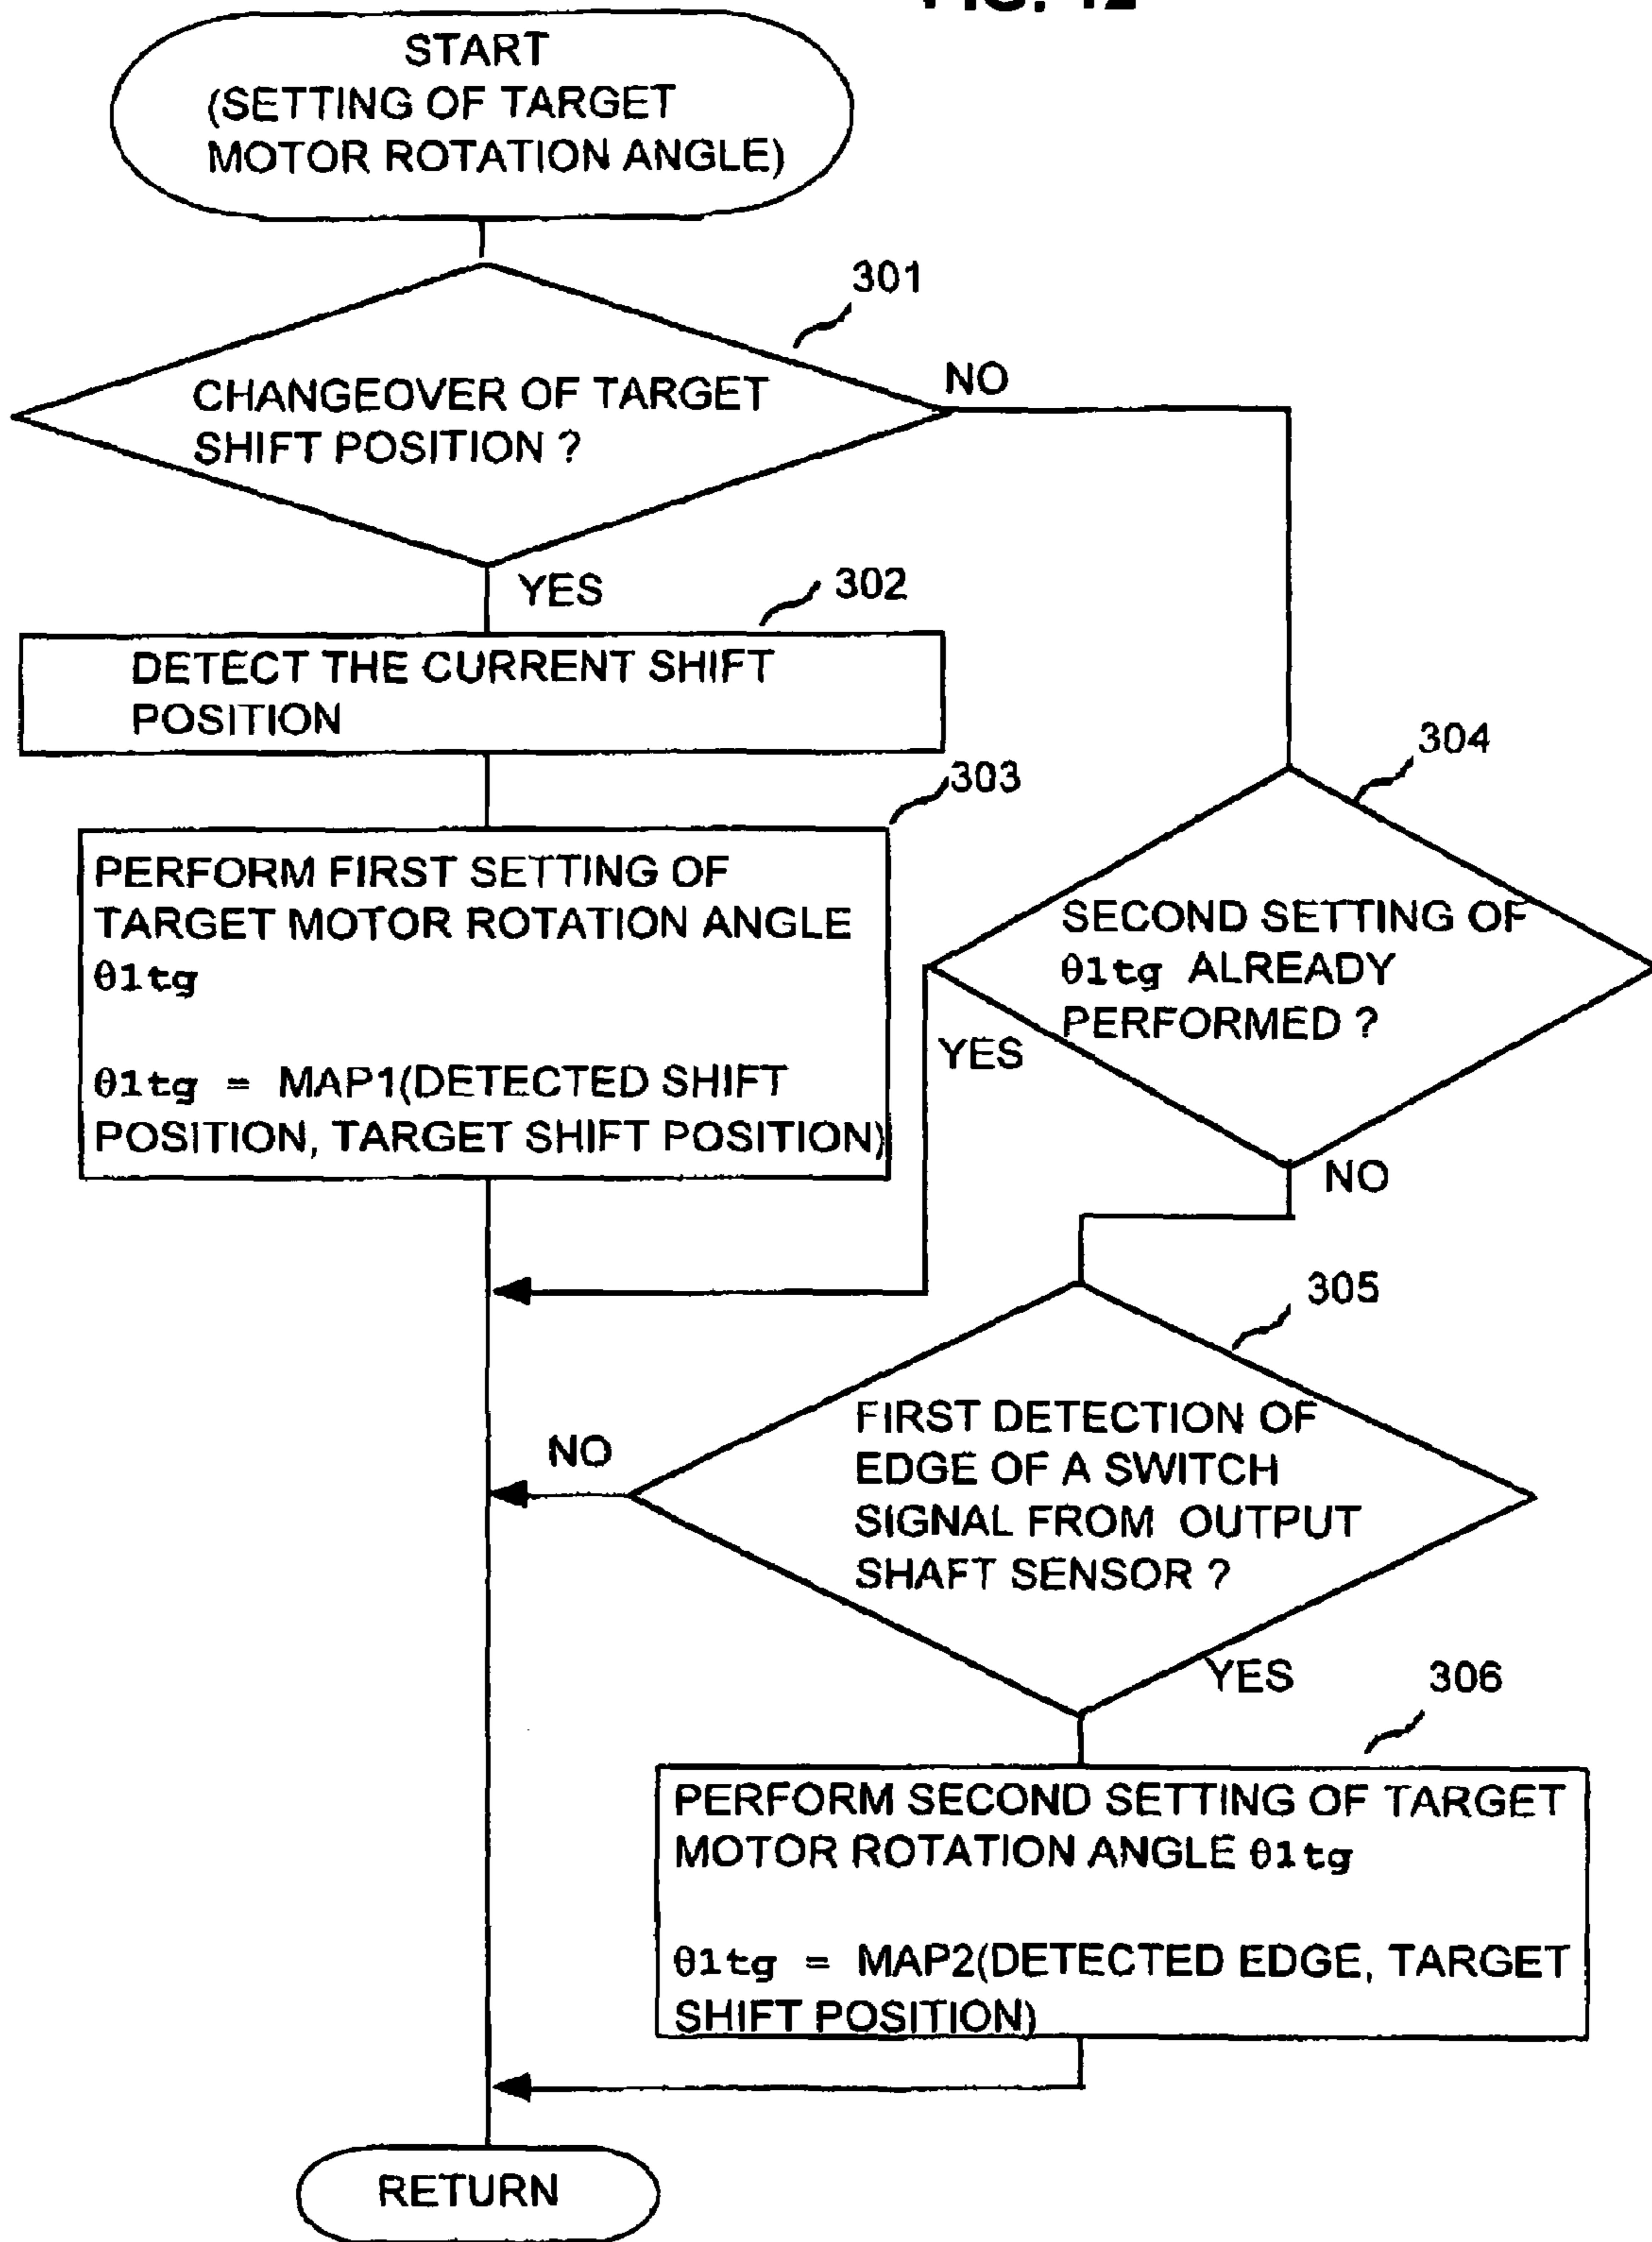 START
(SETTING OF TARGET
MOTOR ROTATION ANGLE)
301
CHANGEOVER OF TARGET
SHIFT POSITION ?
NO
YES
302
DETECT THE CURRENT SHIFT
POSITION
303
PERFORM FIRST SETTING OF
TARGET MOTOR ROTATION ANGLE
θ1tg
θ1tg = MAP1(DETECTED SHIFT
POSITION, TARGET SHIFT POSITION)
304
SECOND SETTING OF
θ1tg ALREADY
PERFORMED ?
YES
NO
305
FIRST DETECTION OF
EDGE OF A SWITCH
SIGNAL FROM OUTPUT
SHAFT SENSOR ?
NO
YES
306
PERFORM SECOND SETTING OF TARGET
MOTOR ROTATION ANGLE θ1tg
θ1tg = MAP2(DETECTED EDGE, TARGET
SHIFT POSITION)
RETURN